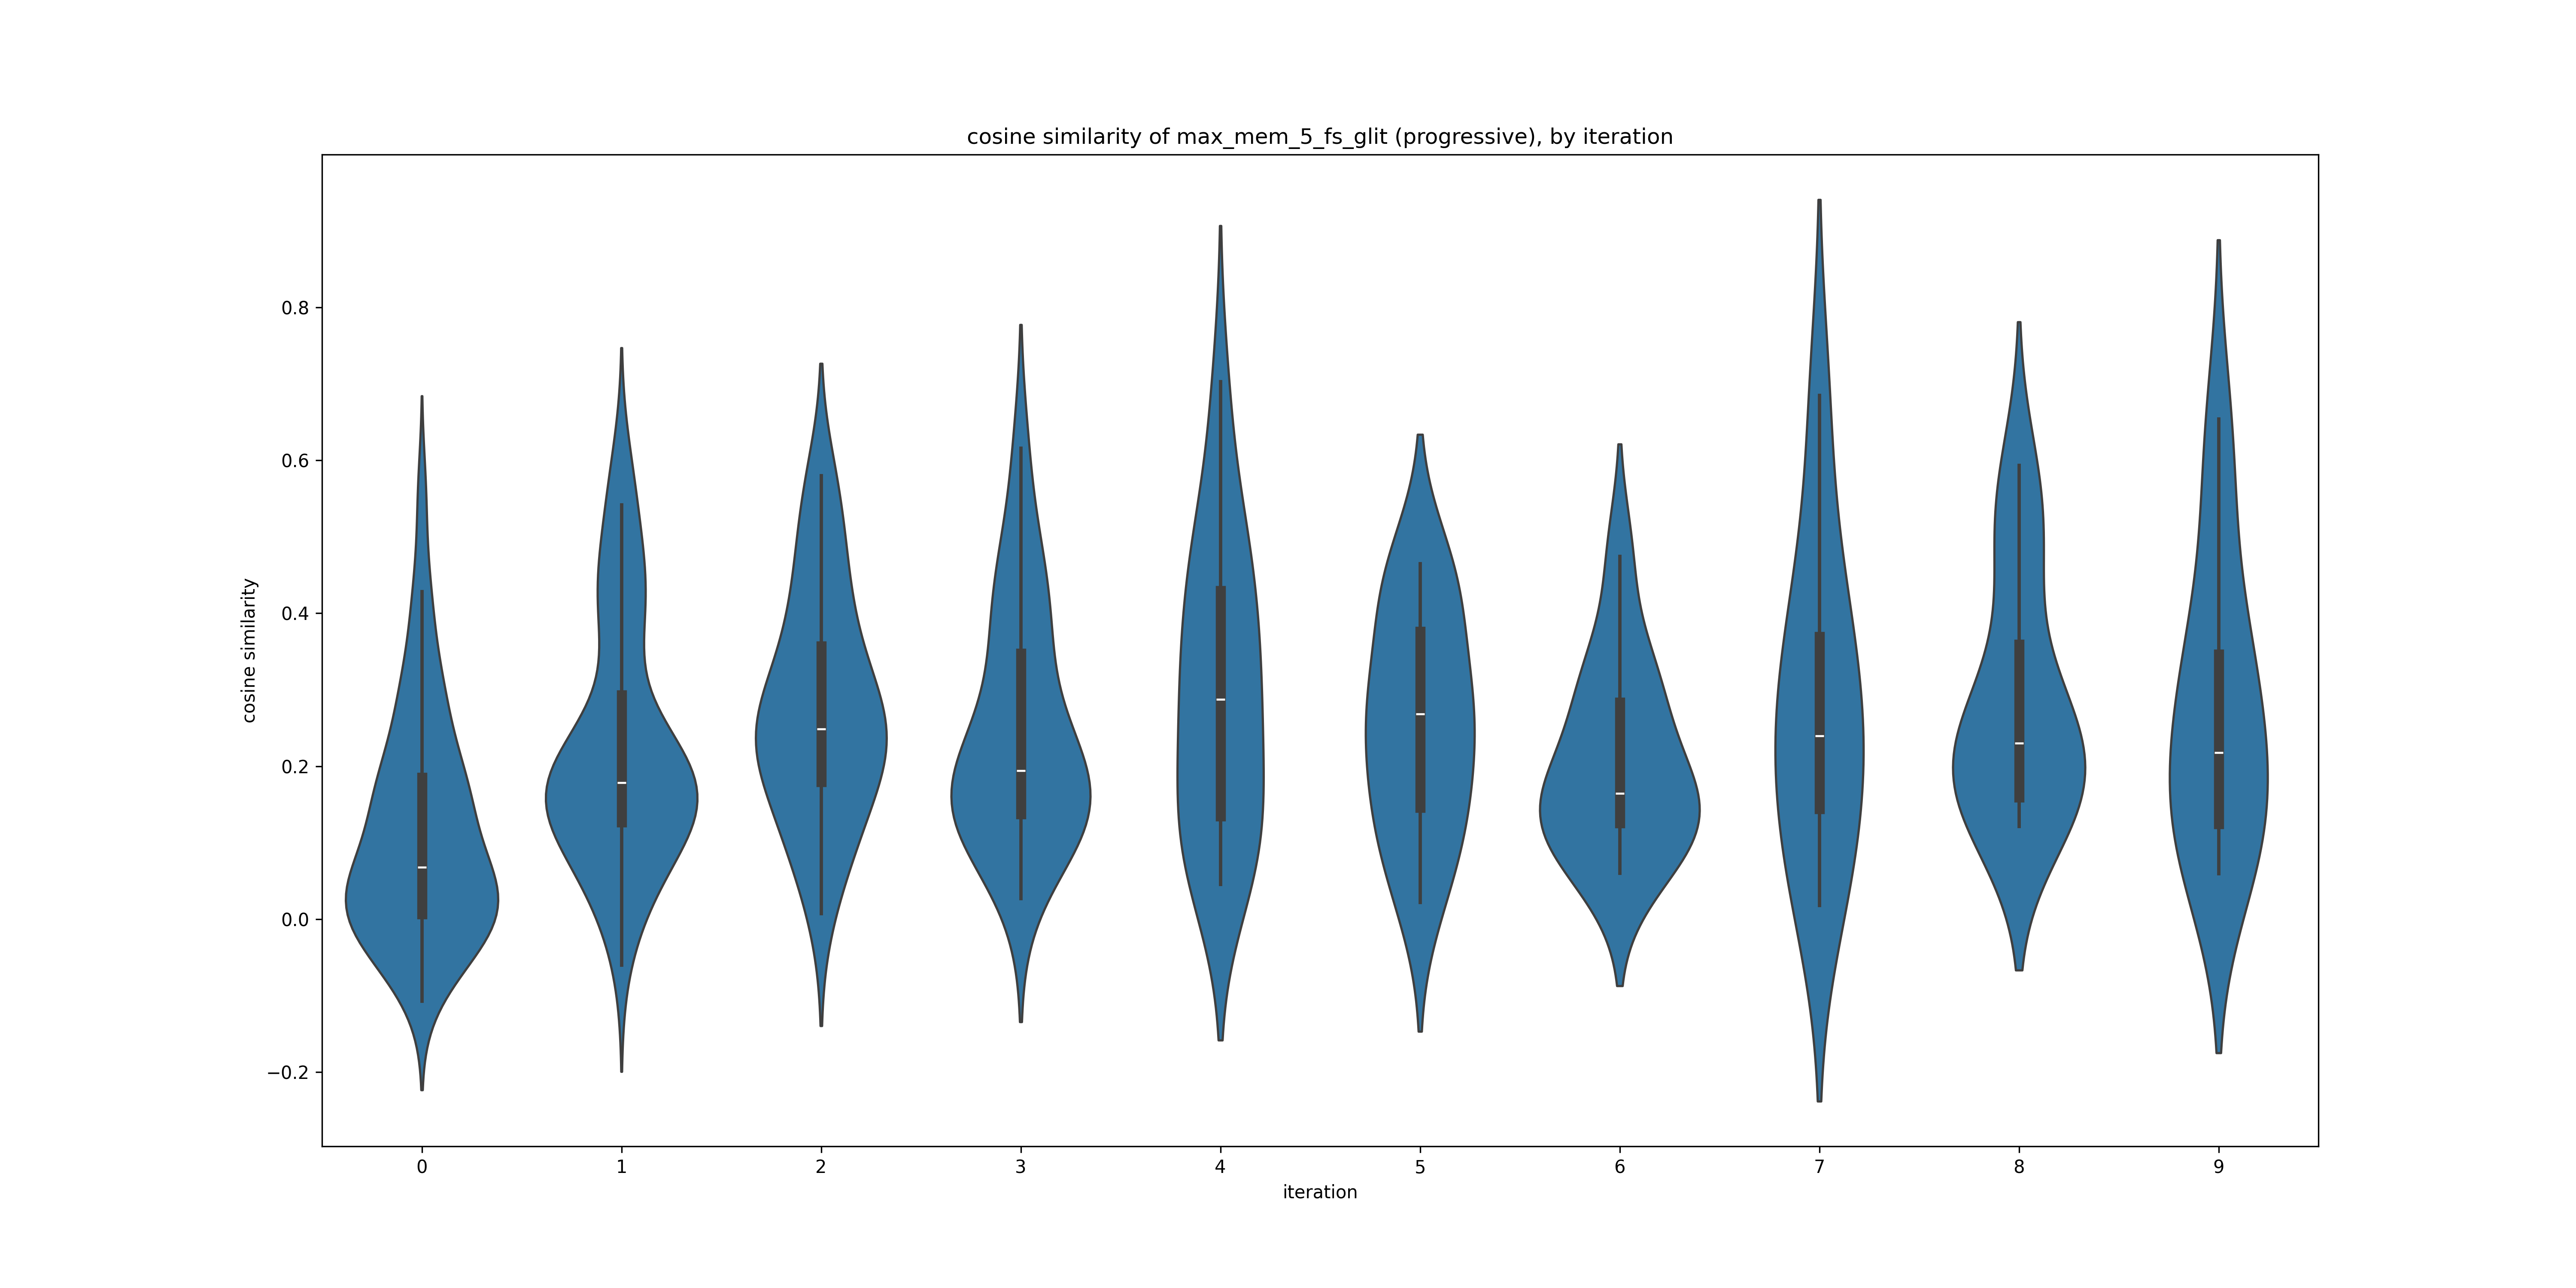 cosine similarity of max_mem_5_fs_glit (progressive), by iteration
cosine similarity
0.8
0.6
0.4
0.2
0.0
−0.2
0 1 2 3 4 5 6 7 8 9
iteration